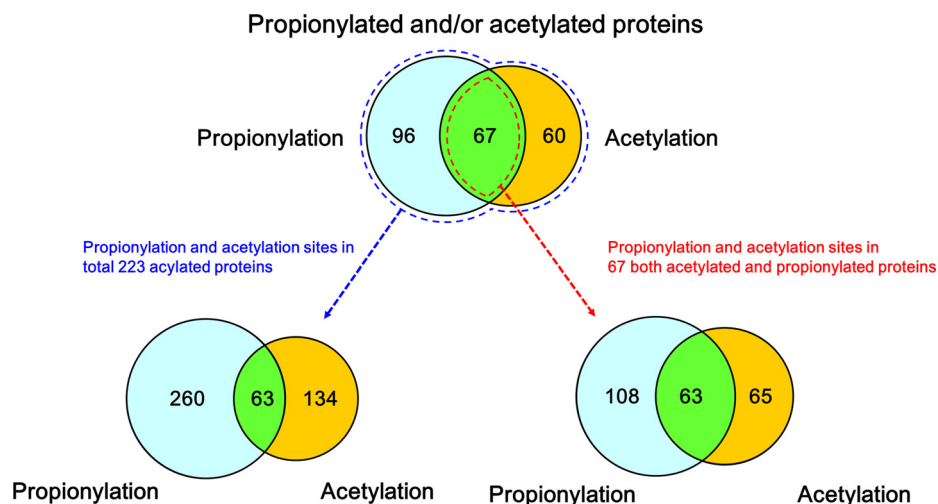 Propionylated and/or acetylated proteins
Propionylation 96 67 60 Acetylation
Propionylation and acetylation sites in
total 223 acylated proteins
Propionylation and acetylation sites in
67 both acetylated and propionylated proteins
260 63 134
108 63 65
Propionylation Acetylation
Propionylation Acetylation